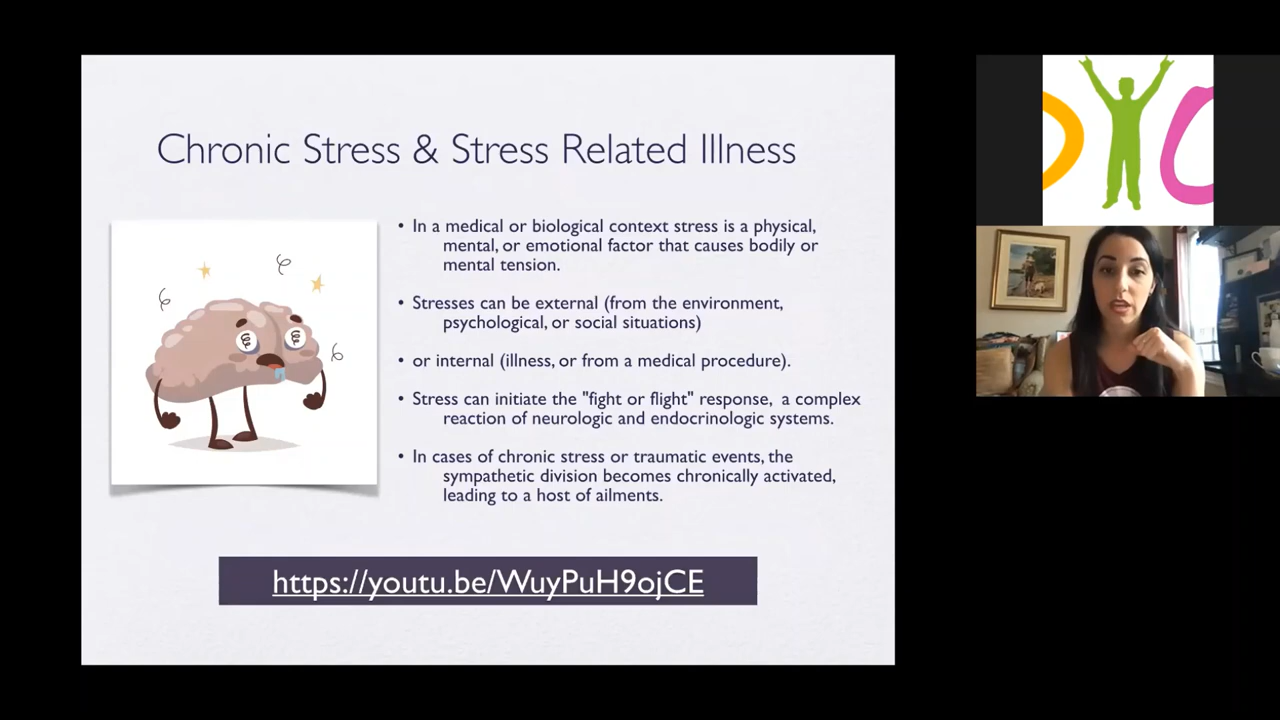 Chronic Stress & Stress Related Illness
• In a medical or biological context stress is a physical,
mental, or emotional factor that causes bodily or
mental tension.
• Stresses can be external (from the environment,
psychological, or social situations)
• or internal (illness, or from a medical procedure).
• Stress can initiate the "fight or flight" response, a complex
reaction of neurologic and endocrinologic systems.
• In cases of chronic stress or traumatic events, the
sympathetic division becomes chronically activated,
leading to a host of ailments.
https://youtu.be/WuyPuH9ojCE